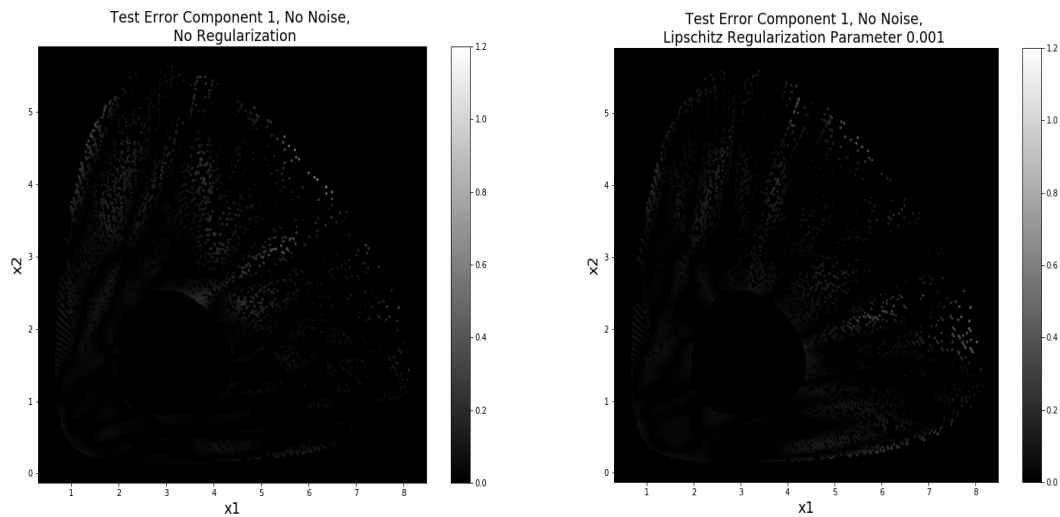 Test Error Component 1, No Noise,
No Regularization
1.2
1.0
0.8
0.6
0.4
0.2
0.0
5
4
3
2
1
0
x2
1 2 3 4 5 6 7 8
x1
Test Error Component 1, No Noise,
Lipschitz Regularization Parameter 0.001
1.2
1.0
0.8
0.6
0.4
0.2
0.0
5
4
3
2
1
0
x2
1 2 3 4 5 6 7 8
x1